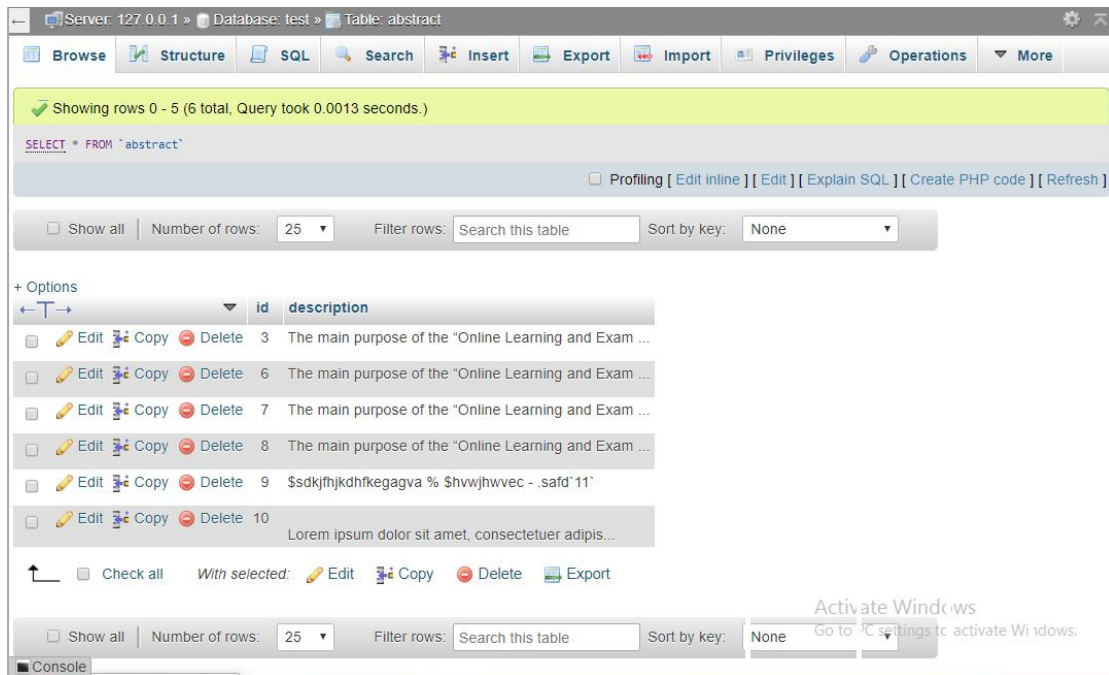 Server: 127.0.0.1 » Database: test » Table: abstract
Browse Structure SQL Search Insert Export Import Privileges Operations More
Showing rows 0 - 5 (6 total, Query took 0.0013 seconds.)
SELECT * FROM `abstract`
Profiling [ Edit inline ] [ Edit ] [ Explain SQL ] [ Create PHP code ] [ Refresh ]
Show all | Number of rows: 25 Filter rows: Search this table Sort by key: None
+ Options
←T→ id description
Edit Copy Delete 3 The main purpose of the “Online Learning and Exam ...
Edit Copy Delete 6 The main purpose of the “Online Learning and Exam ...
Edit Copy Delete 7 The main purpose of the “Online Learning and Exam ...
Edit Copy Delete 8 The main purpose of the “Online Learning and Exam ...
Edit Copy Delete 9 $sdkjfhjkdhfkegagva % $hvwjhwvec - .safd`11`
Edit Copy Delete 10
Lorem ipsum dolor sit amet, consectetuer adipis...
Check all With selected: Edit Copy Delete Export
Activate Windows
Go to PC settings to activate Windows.
Show all | Number of rows: 25 Filter rows: Search this table Sort by key: None
Console